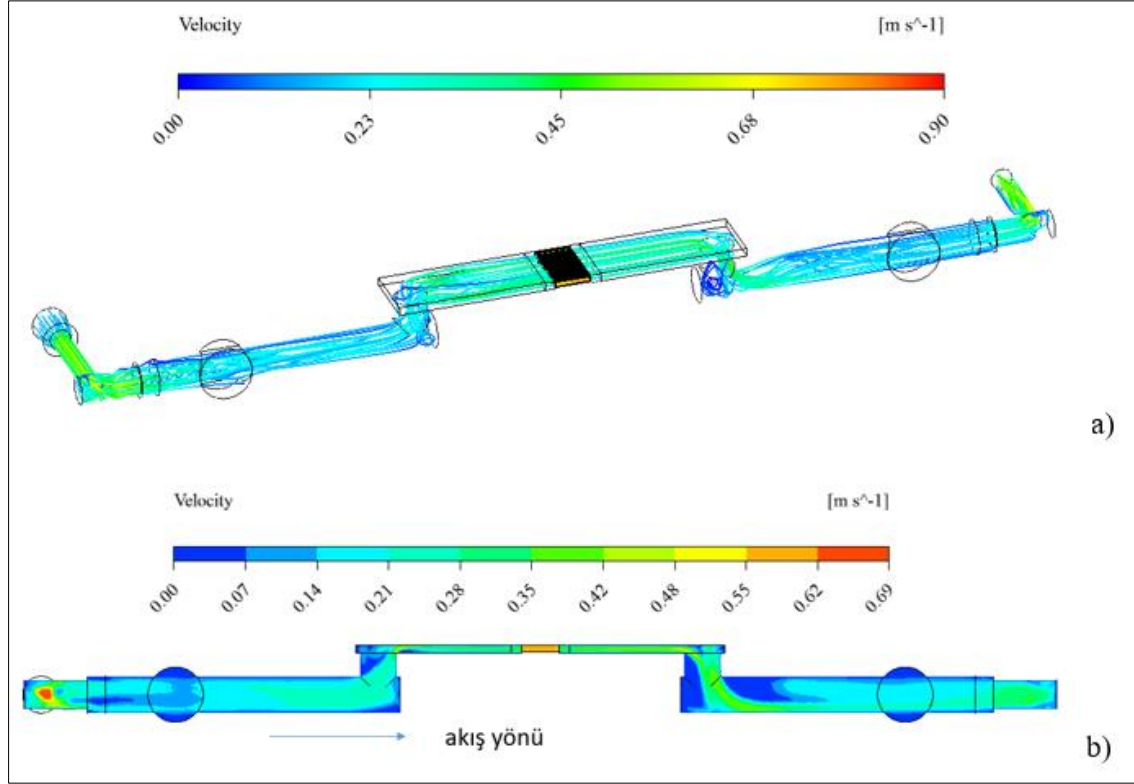 Velocity [m s^-1]
0.00 0.23 0.45 0.68 0.90
a)
Velocity [m s^-1]
0.00 0.07 0.14 0.21 0.28 0.35 0.42 0.48 0.55 0.62 0.69
akış yönü
b)